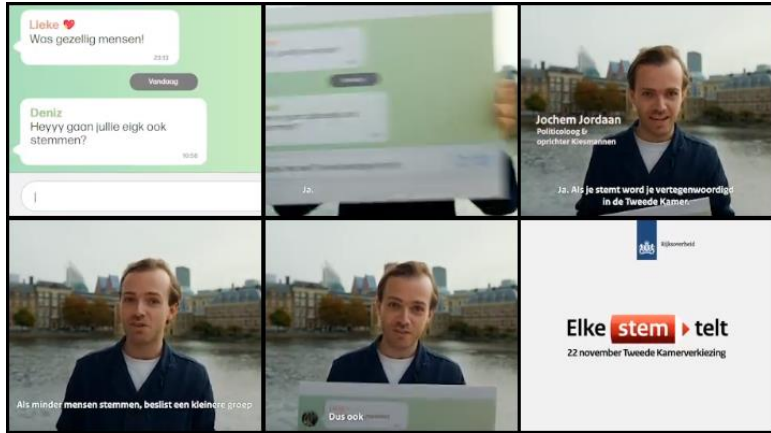 Lieke
Was gezellig mensen!
23:13
Vandaag
Deniz
Heyyy gaan jullie eigk ook
stemmen?
Ja.
Jochem Jordaan
Politicoloog &
oprichter Kiesmannen
Ja. Als je stemt word je vertegenwoordigd
in de Tweede Kamer.
Als minder mensen stemmen, beslist een kleinere groep
Dus ook
Rijksoverheid
Elke stem telt
22 november Tweede Kamerverkiezing